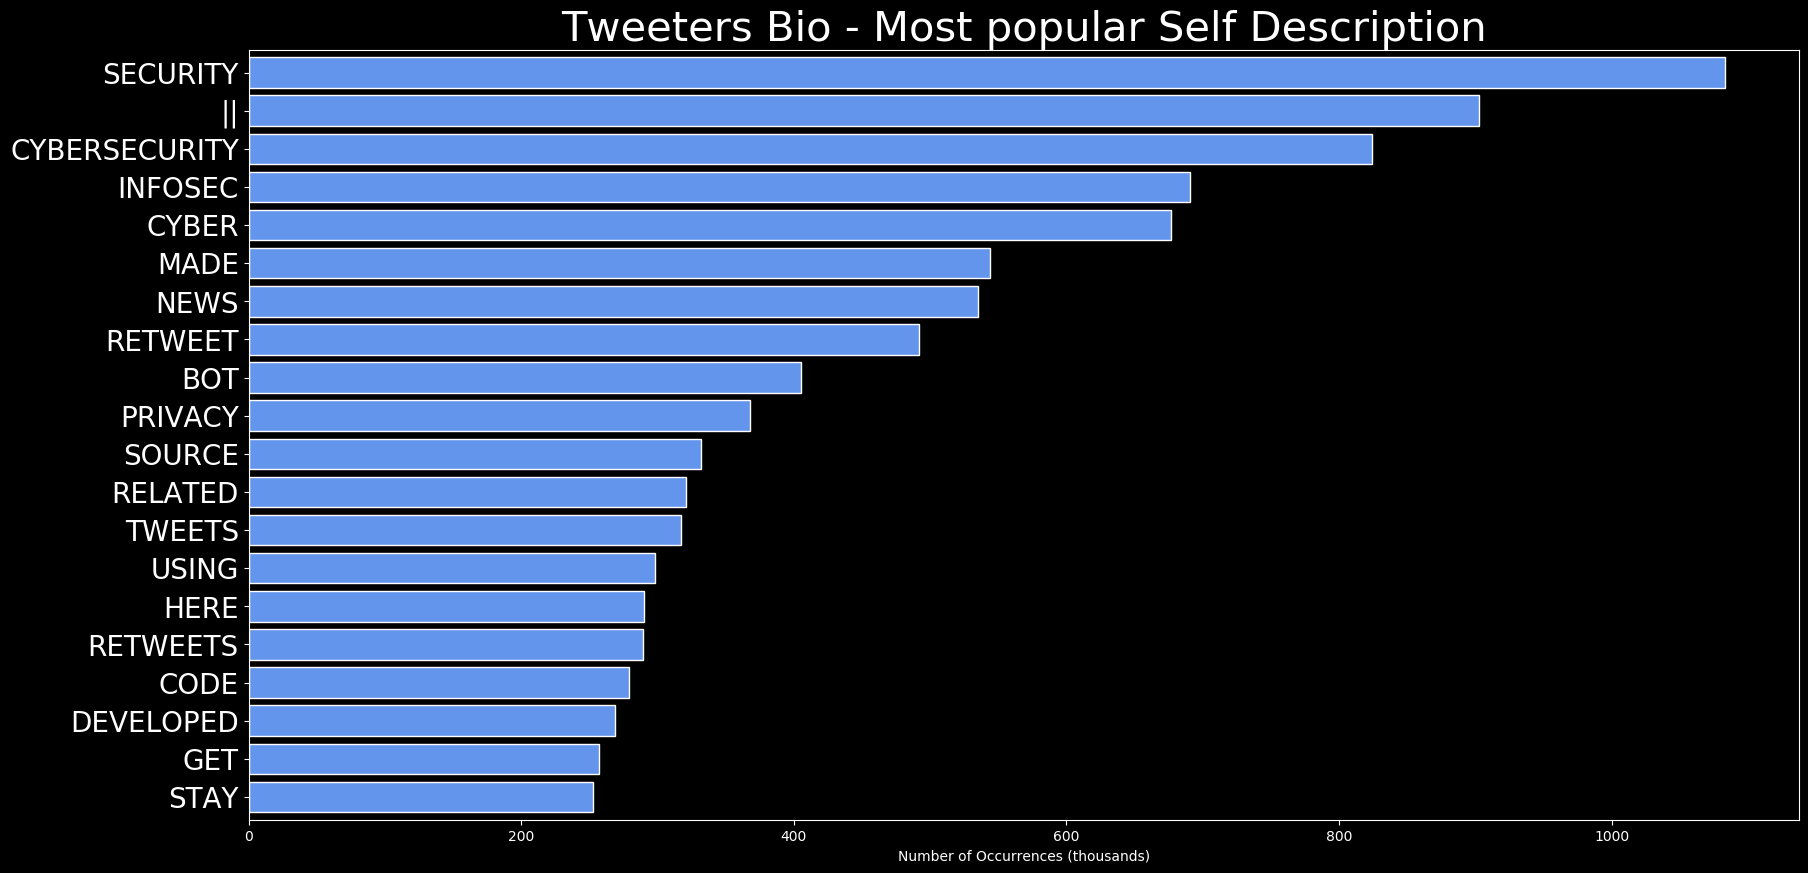 Tweeters Bio - Most popular Self Description
SECURITY
||
CYBERSECURITY
INFOSEC
CYBER
MADE
NEWS
RETWEET
BOT
PRIVACY
SOURCE
RELATED
TWEETS
USING
HERE
RETWEETS
CODE
DEVELOPED
GET
STAY
0 200 400 600 800 1000
Number of Occurrences (thousands)